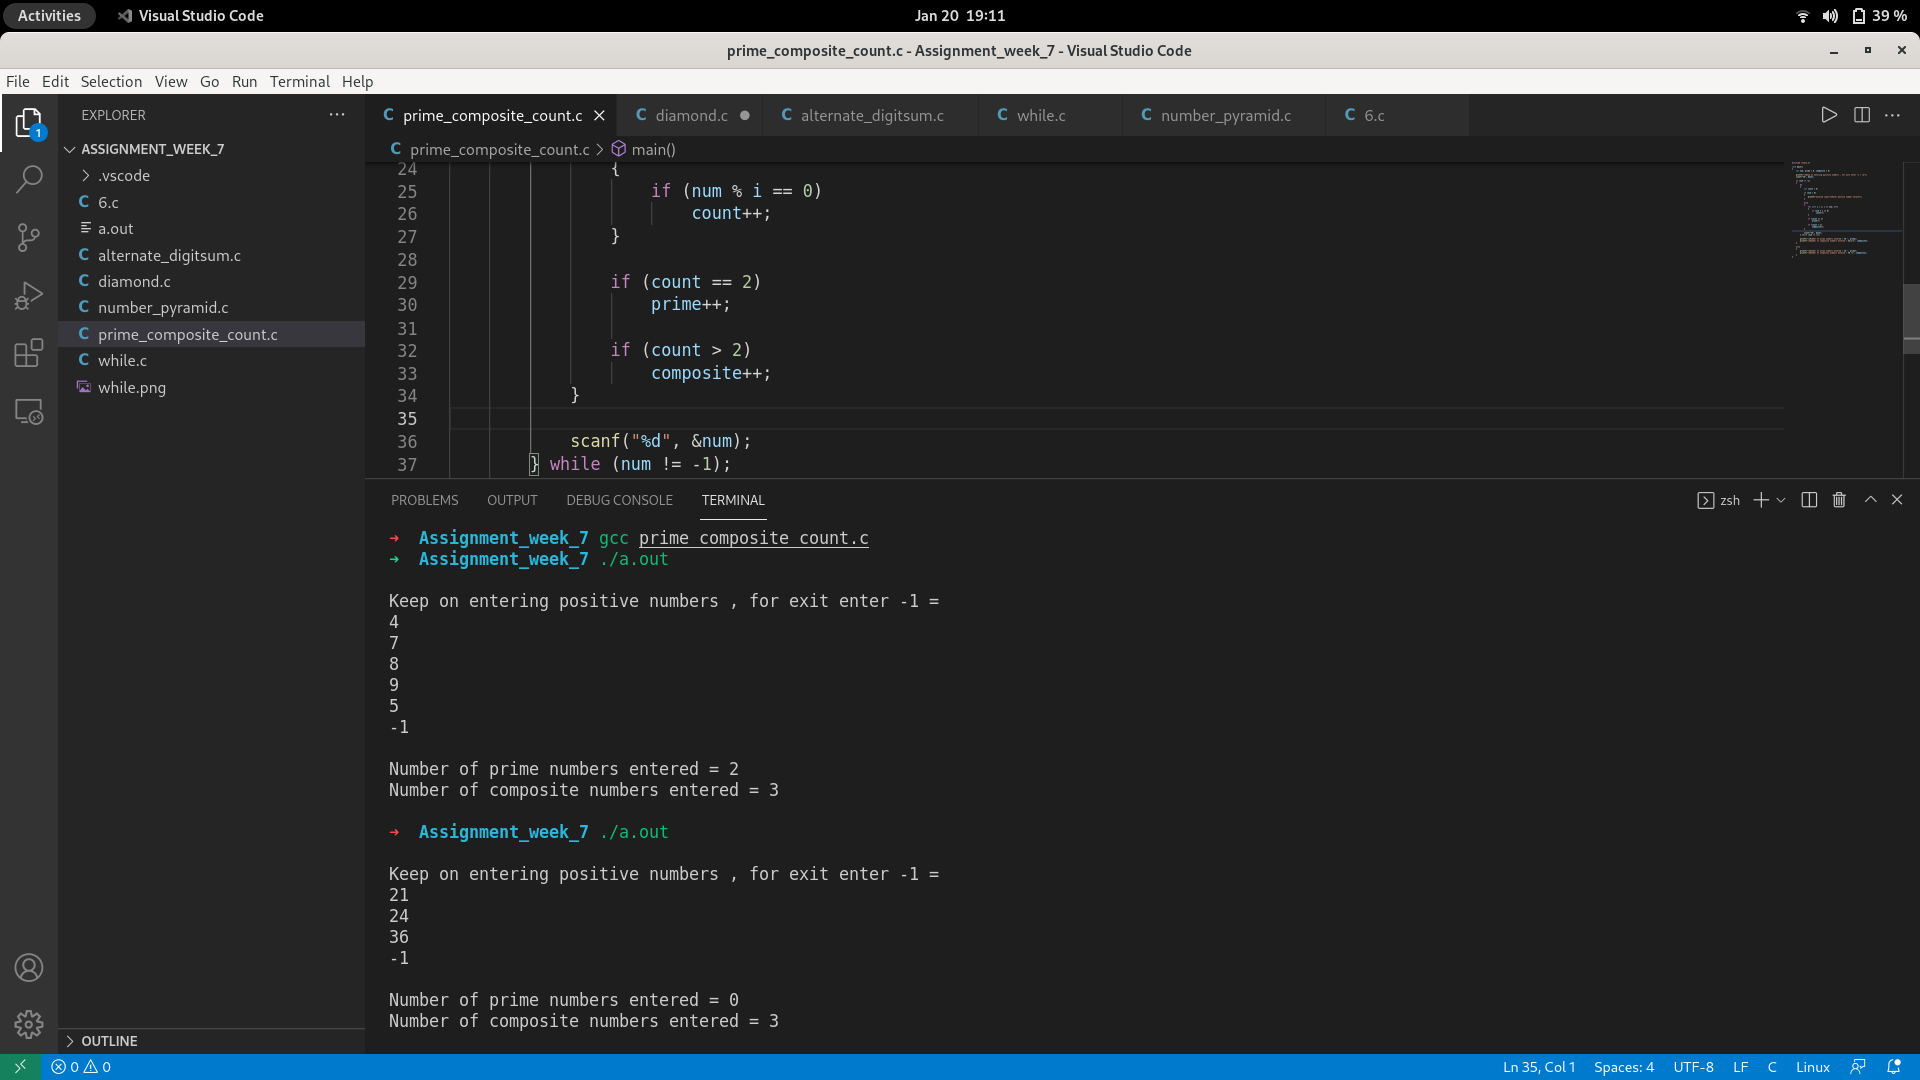 Activities Visual Studio Code Jan 20 19:11 39 %
prime_composite_count.c - Assignment_week_7 - Visual Studio Code
File Edit Selection View Go Run Terminal Help
EXPLORER
1
ASSIGNMENT_WEEK_7
.vscode
C 6.c
a.out
C alternate_digitsum.c
C diamond.c
C number_pyramid.c
C prime_composite_count.c
C while.c
while.png
OUTLINE
C prime_composite_count.c C diamond.c C alternate_digitsum.c C while.c C number_pyramid.c C 6.c
C prime_composite_count.c > main()
24 {
25 if (num % i == 0)
26 count++;
27 }
28
29 if (count == 2)
30 prime++;
31
32 if (count > 2)
33 composite++;
34 }
35
36 scanf("%d", &num);
37 } while (num != -1);
PROBLEMS OUTPUT DEBUG CONSOLE TERMINAL zsh
➜ Assignment_week_7 gcc prime_composite_count.c
➜ Assignment_week_7 ./a.out
Keep on entering positive numbers , for exit enter -1 =
4
7
8
9
5
-1
Number of prime numbers entered = 2
Number of composite numbers entered = 3
➜ Assignment_week_7 ./a.out
Keep on entering positive numbers , for exit enter -1 =
21
24
36
-1
Number of prime numbers entered = 0
Number of composite numbers entered = 3
0 0 Ln 35, Col 1 Spaces: 4 UTF-8 LF C Linux